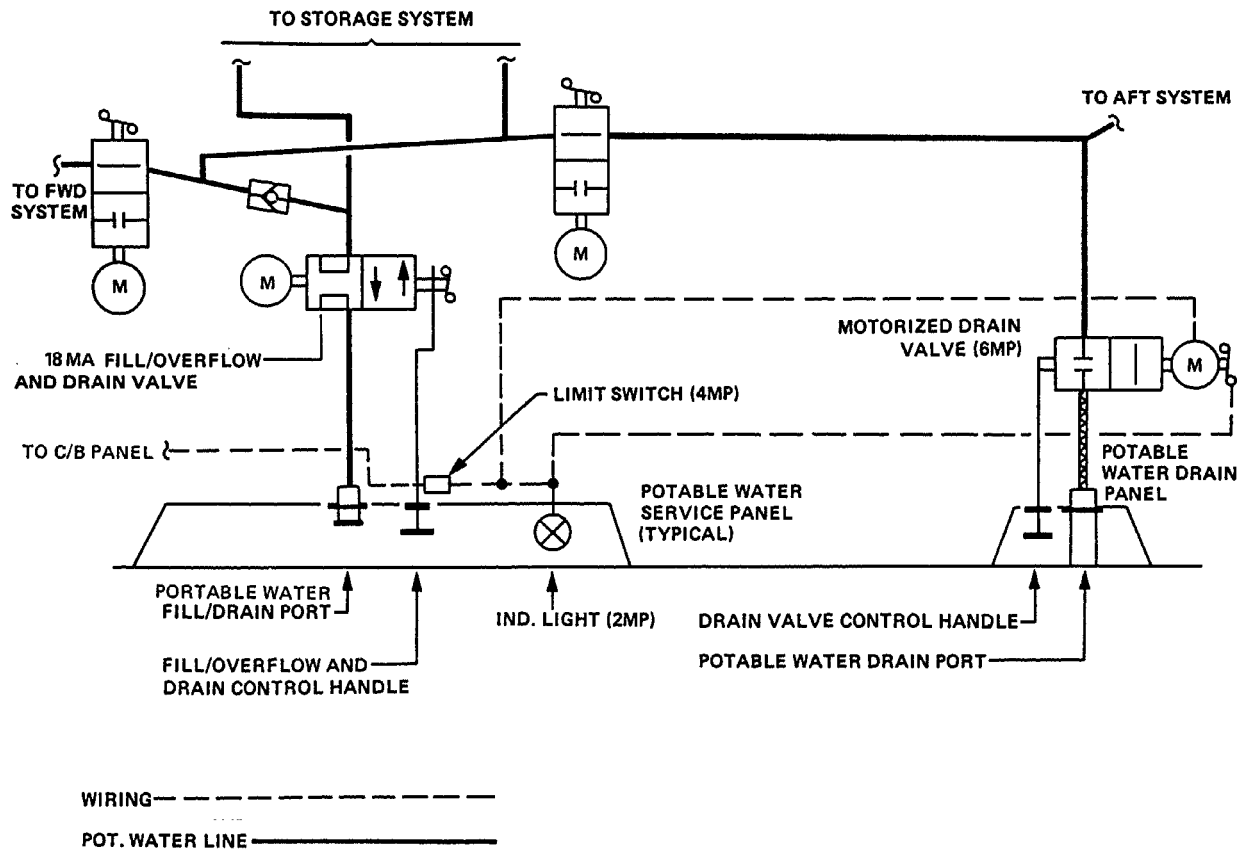 TO STORAGE SYSTEM
TO AFT SYSTEM
TO FWD
SYSTEM
M
M
M
M
18 MA FILL/OVERFLOW
AND DRAIN VALVE
MOTORIZED DRAIN
VALVE (6MP)
LIMIT SWITCH (4MP)
TO C/B PANEL
POTABLE WATER
SERVICE PANEL
(TYPICAL)
POTABLE
WATER DRAIN
PANEL
PORTABLE WATER
FILL/DRAIN PORT
IND. LIGHT (2MP)
DRAIN VALVE CONTROL HANDLE
FILL/OVERFLOW AND
DRAIN CONTROL HANDLE
POTABLE WATER DRAIN PORT
WIRING
POT. WATER LINE